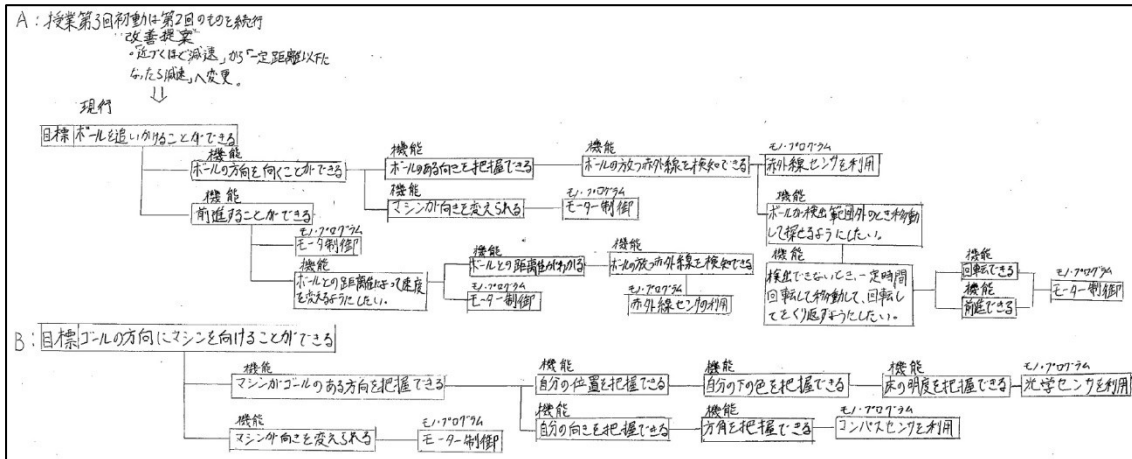 A:授業第3回初動は第2回のものを続行
"改善提案"
・「近づくほど減速」から「一定距離以下に
なったら減速」へ変更。
現行
目標 ボールを追いかけることができる
機能
ボールの方向を向くことができる
機能
ボールのある向きを把握できる
機能
ボールの放つ赤外線を検知できる
モノ・プログラム
赤外線センサを利用
機能
マシンが向きを変えられる
モノ・プログラム
モーター制御
機能
ボールが検出範囲外のとき移動
して探せるようにしたい。
機能
検出できないとき、一定時間
回転して移動して、回転し
てをくり返すようにしたい。
機能
回転できる
機能
前進できる
モノ・プログラム
モーター制御
機能
前進することができる
モノ・プログラム
モータ制御
機能
ボールとの距離によって速度
を変えるようにしたい。
機能
ボールとの距離がわかる
機能
ボールの放つ赤外線を検知できる
モノ・プログラム
赤外線センサの利用
モノ・プログラム
モーター制御
B:目標 ゴールの方向にマシンを向けることができる
機能
マシンがゴールのある方向を把握できる
機能
自分の位置を把握できる
機能
自分の下の色を把握できる
機能
床の明度を把握できる
モノ・プログラム
光学センサを利用
機能
自分の向きを把握できる
機能
方角を把握できる
モノ・プログラム
コンパスセンサを利用
機能
マシンが向きを変えられる
モノ・プログラム
モーター制御